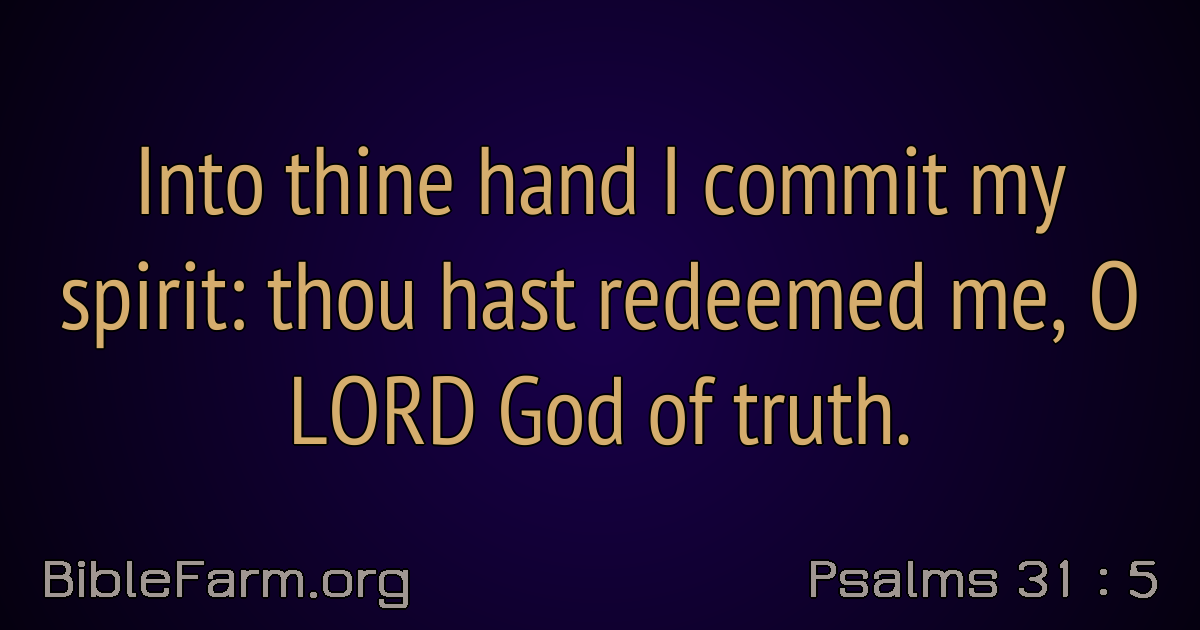 Into thine hand I commit my
spirit: thou hast redeemed me, O
LORD God of truth.
BibleFarm.org
Psalms 31 : 5